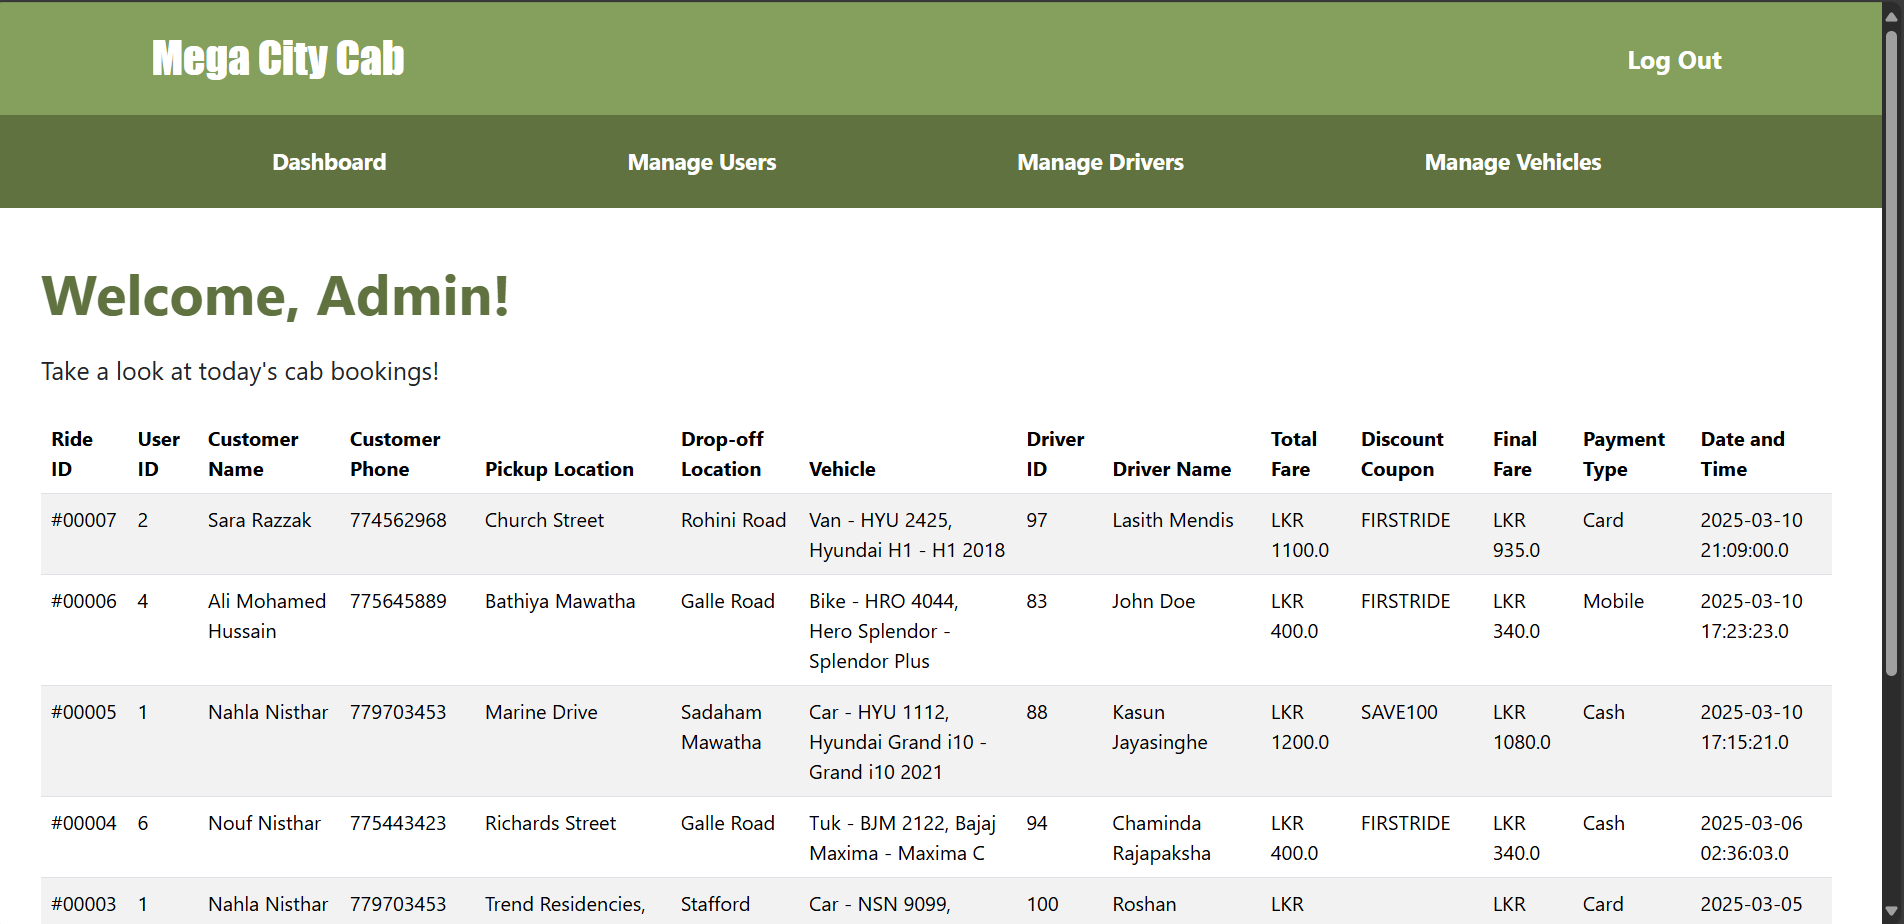 Mega City Cab
Log Out
Dashboard Manage Users Manage Drivers Manage Vehicles
Welcome, Admin!
Take a look at today's cab bookings!
Ride User Customer Customer Drop-off Driver Total Discount Final Payment Date and
ID ID Name Phone Pickup Location Location Vehicle ID Driver Name Fare Coupon Fare Type Time
#00007 2 Sara Razzak 774562968 Church Street Rohini Road Van - HYU 2425, 97 Lasith Mendis LKR FIRSTRIDE LKR Card 2025-03-10
Hyundai H1 - H1 2018 1100.0 935.0 21:09:00.0
#00006 4 Ali Mohamed 775645889 Bathiya Mawatha Galle Road Bike - HRO 4044, 83 John Doe LKR FIRSTRIDE LKR Mobile 2025-03-10
Hussain Hero Splendor - 400.0 340.0 17:23:23.0
Splendor Plus
#00005 1 Nahla Nisthar 779703453 Marine Drive Sadaham Car - HYU 1112, 88 Kasun LKR SAVE100 LKR Cash 2025-03-10
Mawatha Hyundai Grand i10 - Jayasinghe 1200.0 1080.0 17:15:21.0
Grand i10 2021
#00004 6 Nouf Nisthar 775443423 Richards Street Galle Road Tuk - BJM 2122, Bajaj 94 Chaminda LKR FIRSTRIDE LKR Cash 2025-03-06
Maxima - Maxima C Rajapaksha 400.0 340.0 02:36:03.0
#00003 1 Nahla Nisthar 779703453 Trend Residencies, Stafford Car - NSN 9099, 100 Roshan LKR LKR Card 2025-03-05